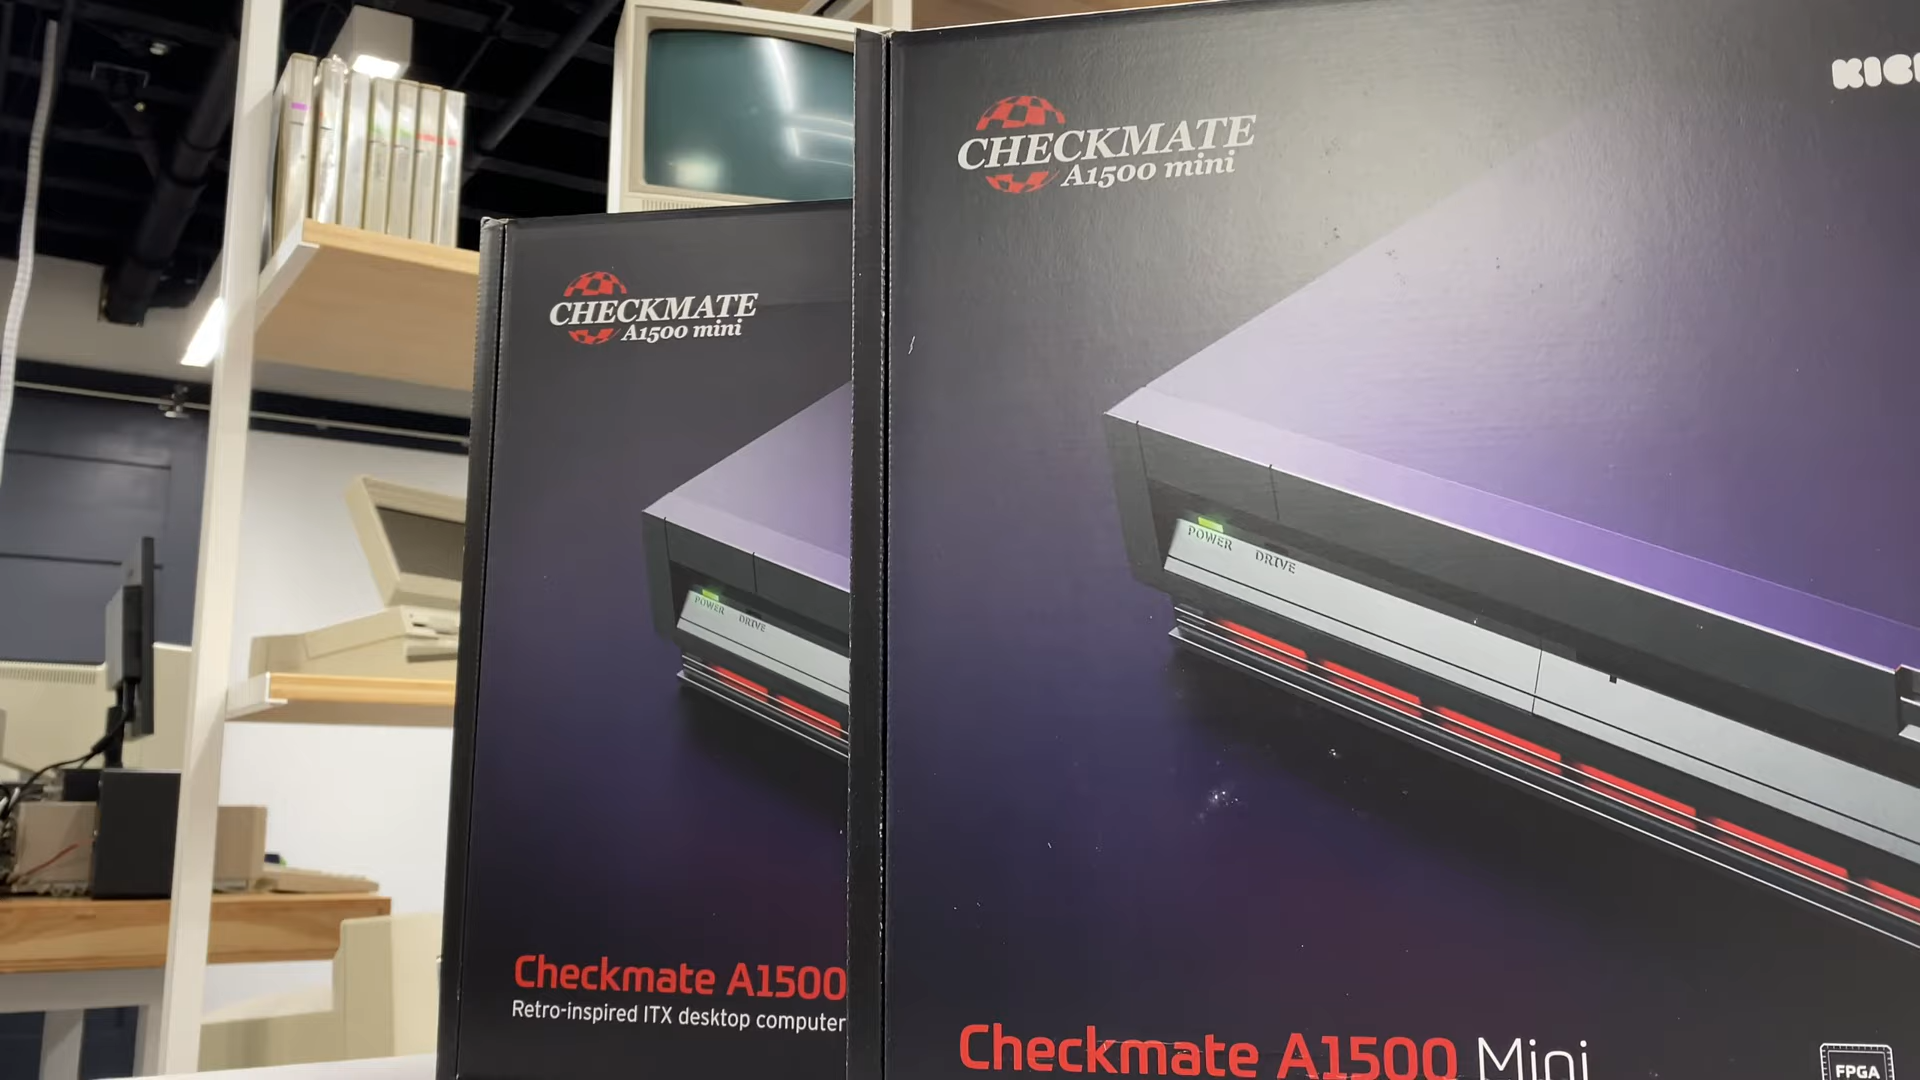 CHECKMATE
A1500 mini
POWER DRIVE
Checkmate A1500
Retro-inspired ITX desktop computer
CHECKMATE
A1500 mini
POWER DRIVE
Checkmate A1500 Mini
FPGA